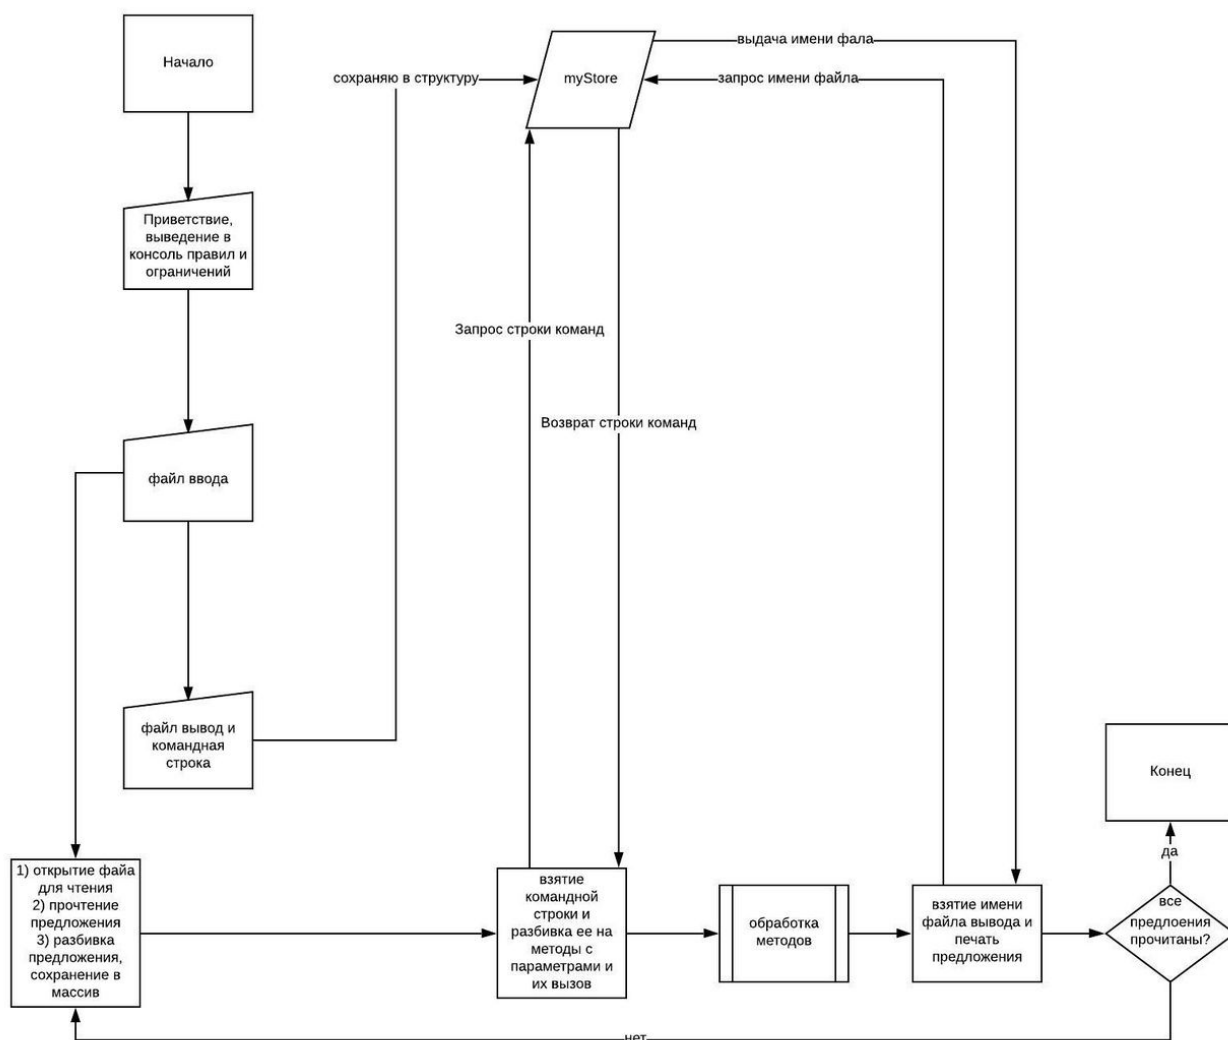 Начало
myStore
выдача имени фала
запрос имени файла
сохраняю в структуру
Приветствие,
выведение в
консоль правил и
ограничений
Запрос строки команд
Возврат строки команд
файл ввода
файл вывод и
командная
строка
Конец
да
1) открытие файа
для чтения
2) прочтение
предложения
3) разбивка
предложения,
сохранение в
массив
взятие
командной
строки и
разбивка ее на
методы с
параметрами и
их вызов
обработка
методов
взятие имени
файла вывода и
печать
предложения
все
предлоения
прочитаны?
нет